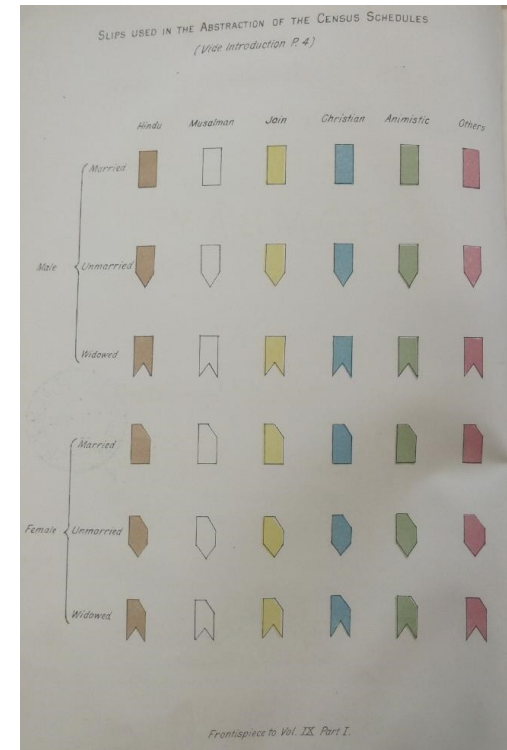 SLIPS USED IN THE ABSTRACTION OF THE CENSUS SCHEDULES
(Vide Introduction P. 4)
Hindu Musalman Jain Christian Animistic Others
Married
Male Unmarried
Widowed
Married
Female Unmarried
Widowed
Frontispiece to Vol. IX. Part I.